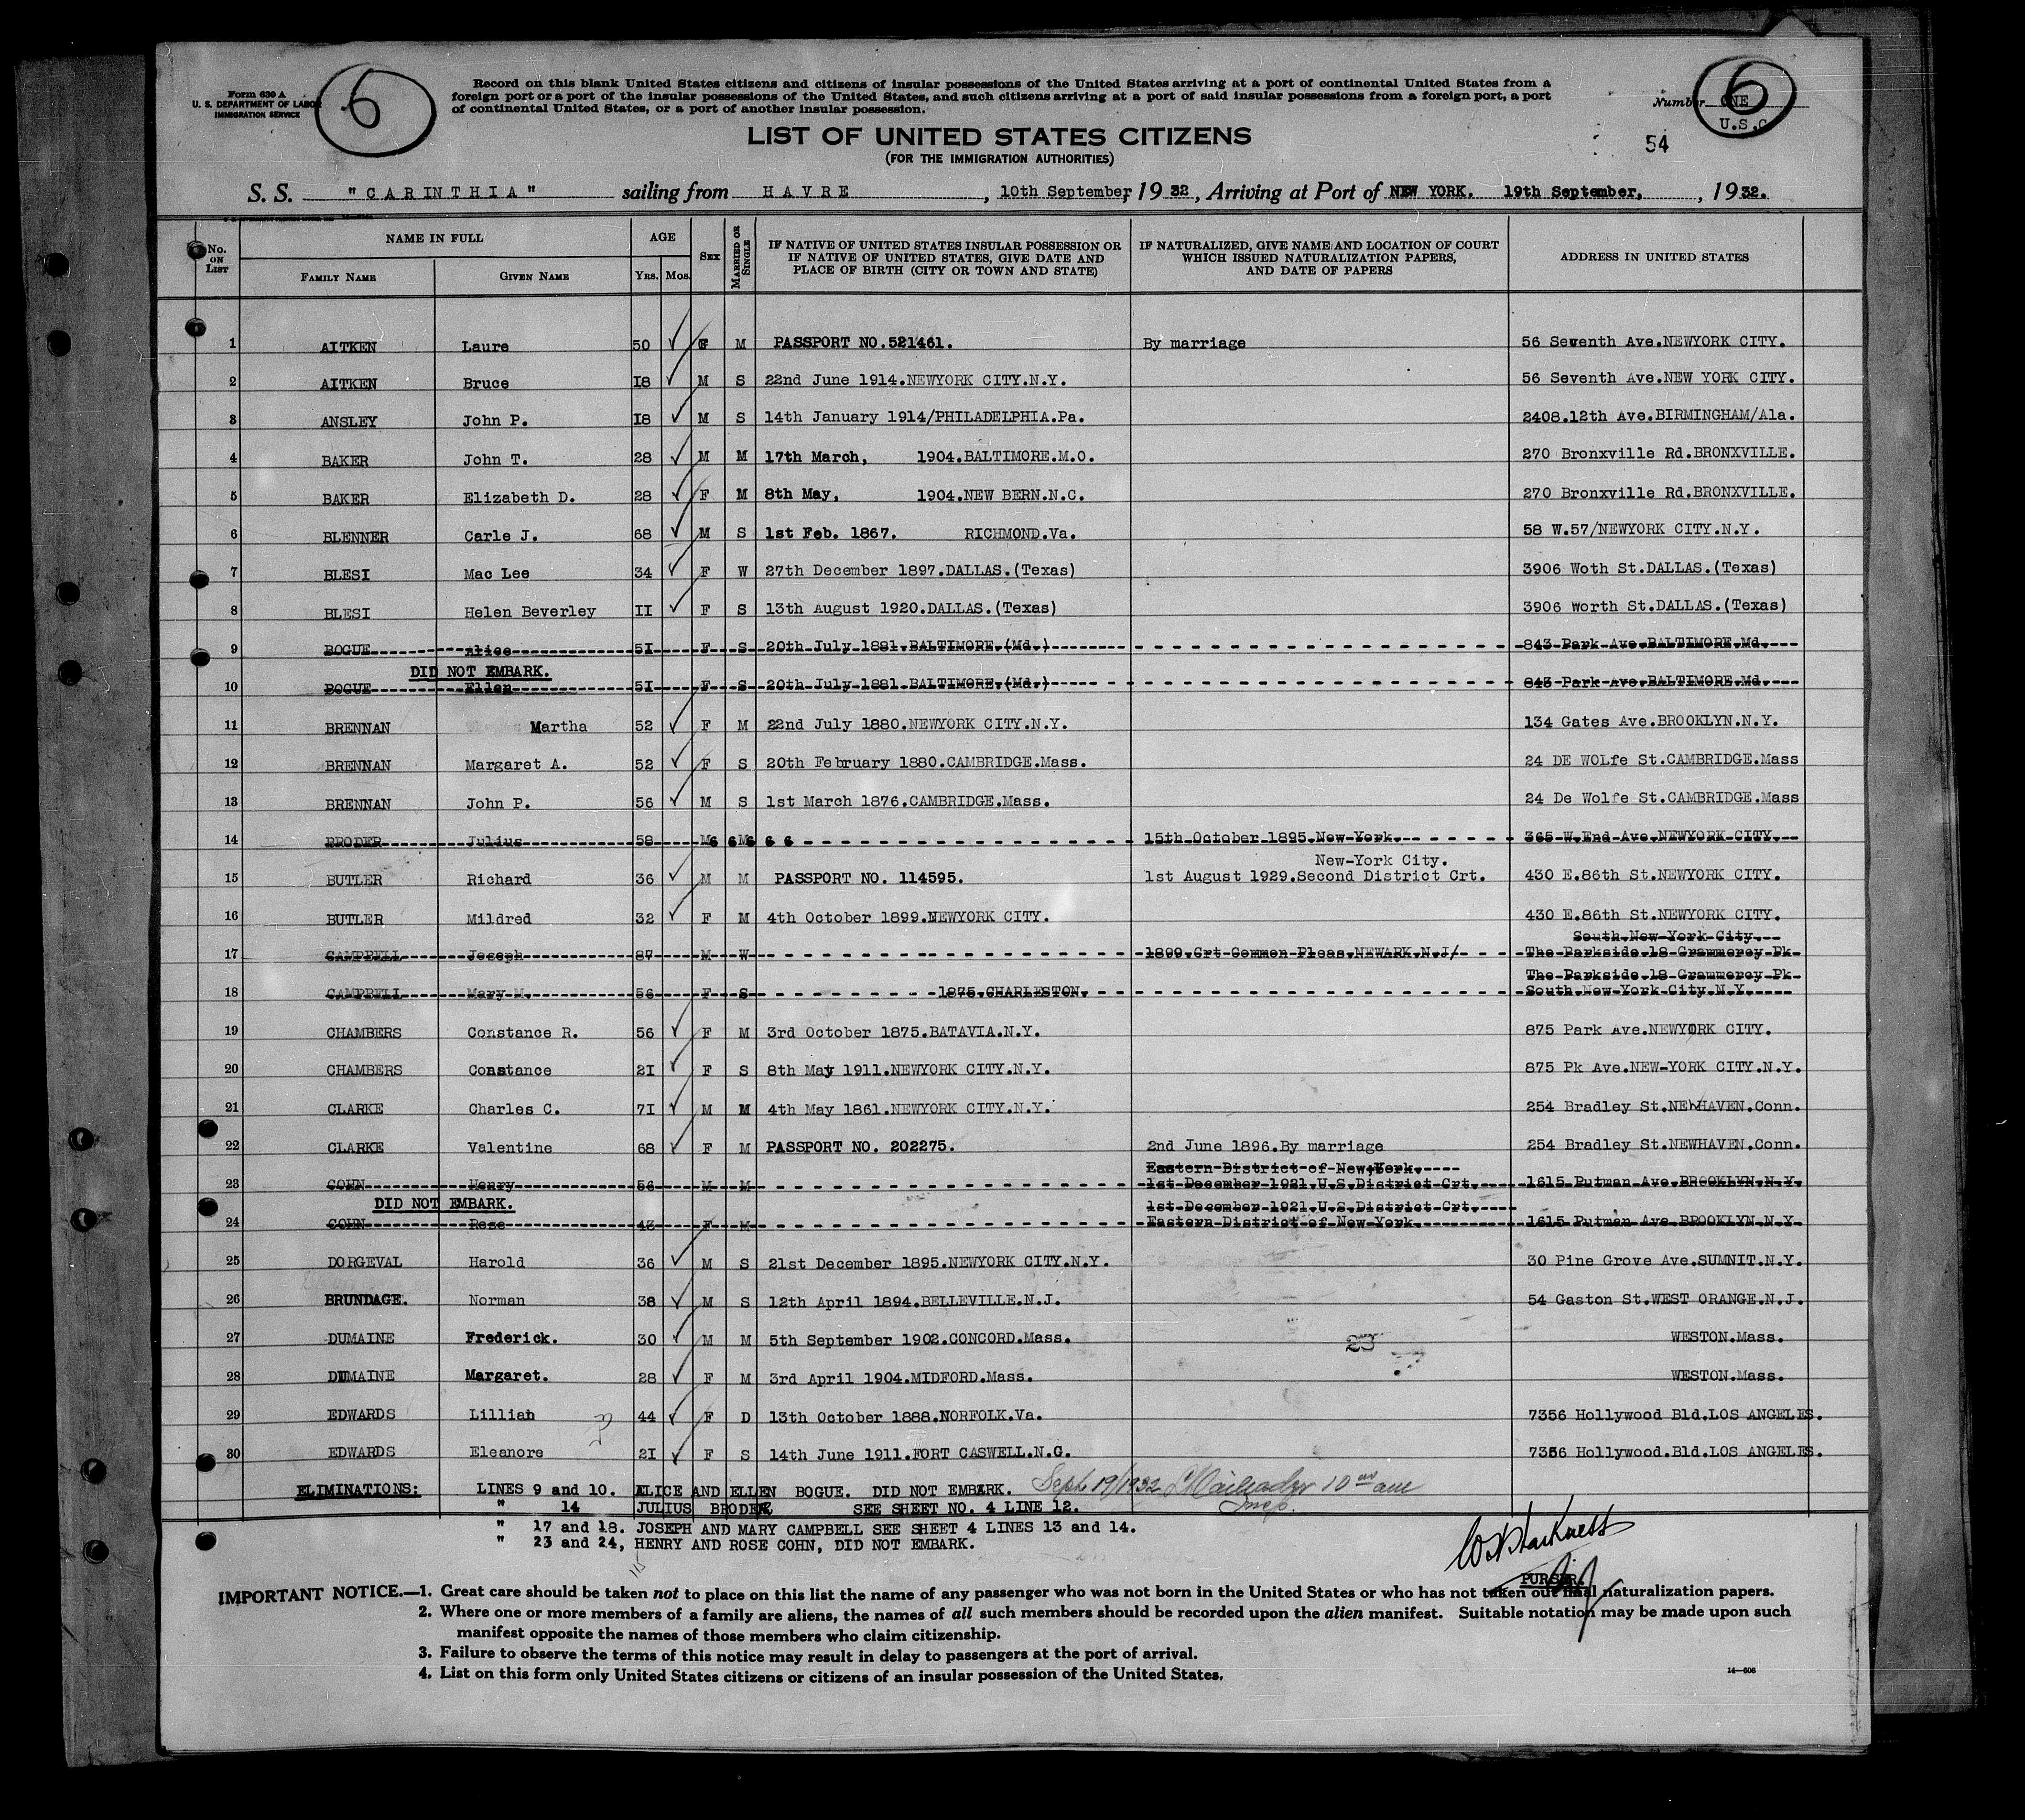 Form 630 A
U. S. DEPARTMENT OF LABOR
IMMIGRATION SERVICE
6
Record on this blank United States citizens and citizens of insular possessions of the United States arriving at a port of continental United States from a
foreign port or a port of the insular possessions of the United States, and such citizens arriving at a port of said insular possessions from a foreign port, a port
of continental United States, or a port of another insular possession.
Number ONE
6
U.S.C
54
LIST OF UNITED STATES CITIZENS
(FOR THE IMMIGRATION AUTHORITIES)
S. S. "CARINTHIA" sailing from HAVRE, 10th September, 1932, Arriving at Port of NEW YORK. 19th September, , 1932.
No. ON LIST NAME IN FULL FAMILY NAME GIVEN NAME AGE YRS. MOS. SEX MARRIED OR SINGLE IF NATIVE OF UNITED STATES INSULAR POSSESSION OR IF NATIVE OF UNITED STATES, GIVE DATE AND PLACE OF BIRTH (CITY OR TOWN AND STATE) IF NATURALIZED, GIVE NAME AND LOCATION OF COURT WHICH ISSUED NATURALIZATION PAPERS, AND DATE OF PAPERS ADDRESS IN UNITED STATES
1 AITKEN Laure 50 F M PASSPORT NO.521461. By marriage 56 Seventh Ave.NEWYORK CITY.
2 AITKEN Bruce I8 M S 22nd June 1914.NEWYORK CITY.N.Y. 56 Seventh Ave.NEW YORK CITY.
3 ANSLEY John P. I8 M S 14th January 1914/PHILADELPHIA.Pa. 2408.12th Ave.BIRMINGHAM/Ala.
4 BAKER John T. 28 M M 17th March, 1904.BALTIMORE.M.O. 270 Bronxville Rd.BRONXVILLE.
5 BAKER Elizabeth D. 28 F M 8th May, 1904.NEW BERN.N.C. 270 Bronxville Rd.BRONXVILLE.
6 BLENNER Carle J. 68 M S 1st Feb. 1867. RICHMOND.Va. 58 W.57/NEWYORK CITY.N.Y.
7 BLESI Mac Lee 34 F W 27th December 1897.DALLAS.(Texas) 3906 Woth St.DALLAS.(Texas)
8 BLESI Helen Beverley II F S 13th August 1920.DALLAS.(Texas) 3906 Worth St.DALLAS.(Texas)
9 BOGUE Alice 5I F S 20th July 1881.BALTIMORE.(Md.) 843 Park Ave.BALTIMORE.Md.
DID NOT EMBARK.
10 BOGUE Ellen 5I F S 20th July 1881.BALTIMORE.(Md.) 843 Park Ave.BALTIMORE.Md.
11 BRENNAN Martha 52 F M 22nd July 1880.NEWYORK CITY.N.Y. 134 Gates Ave.BROOKLYN.N.Y.
12 BRENNAN Margaret A. 52 F S 20th February 1880.CAMBRIDGE.Mass. 24 DE WOLfe St.CAMBRIDGE.Mass
13 BRENNAN John P. 56 M S 1st March 1876.CAMBRIDGE.Mass. 24 De Wolfe St.CAMBRIDGE.Mass
14 BRODER Julius 58 M M 15th October 1895.New-York. 365 W.End Ave.NEWYORK CITY.
New-York City.
15 BUTLER Richard 36 M M PASSPORT NO. 114595. 1st August 1929.Second District Crt. 430 E.86th St.NEWYORK CITY.
16 BUTLER Mildred 32 F M 4th October 1899.NEWYORK CITY. 430 E.86th St.NEWYORK CITY.
South.New-York-City.
17 CAMPBELL Joseph 87 M W 1899.Crt Common Pleas.NEWARK.N.J/ The Parkside.18 Grammercy Pk
The Parkside.18 Grammercy Pk
18 CAMPBELL Mary M. 56 F S 1875.CHARLESTON. South.New-York City.N.Y.
19 CHAMBERS Constance R. 56 F M 3rd October 1875.BATAVIA.N.Y. 875 Park Ave.NEWYORK CITY.
20 CHAMBERS Constance 2I F S 8th May 1911.NEWYORK CITY.N.Y. 875 Pk Ave.NEW-YORK CITY.N.Y.
21 CLARKE Charles C. 7I M M 4th May 1861.NEWYORK CITY.N.Y. 254 Bradley St.NEWHAVEN.Conn.
22 CLARKE Valentine 68 F M PASSPORT NO. 202275. 2nd June 1896.By marriage 254 Bradley St.NEWHAVEN.Conn.
Eastern District of New York.
23 COHN Henry 56 M M 1st December 1921.U.S.District Crt. 1615 Putman Ave.BROOKLYN.N.Y.
DID NOT EMBARK.
1st December 1921.U.S.District Crt.
24 COHN Rose 43 F M Eastern District of New York. 1615 Putman Ave.BROOKLYN.N.Y
25 DORGEVAL Harold 36 M S 21st December 1895.NEWYORK CITY.N.Y. 30 Pine Grove Ave.SUMNIT.N.Y.
26 BRUNDAGE. Norman 38 M S 12th April 1894.BELLEVILLE.N.J. 54 Gaston St.WEST ORANGE.N.J.
27 DUMAINE Frederick. 30 M M 5th September 1902.CONCORD.Mass. 23 WESTON.Mass.
28 DUMAINE Margaret. 28 F M 3rd April 1904.MIDFORD.Mass. WESTON.Mass.
29 EDWARDS Lillian 44 F D 13th October 1888.NORFOLK.Va. 7356 Hollywood Bld.LOS ANGELES.
30 EDWARDS Eleanore 2I F S 14th June 1911.FORT CASWELL.N.C. 7356 Hollywood.Bld.LOS ANGELES.
ELIMINATIONS: LINES 9 and 10. ALICE AND ELLEN BOGUE. DID NOT EMBARK. Sept 19/1932 10 am
" 14 JULIUS BRODER SEE SHEET NO. 4 LINE 12. Insp.
" 17 and 18. JOSEPH AND MARY CAMPBELL SEE SHEET 4 LINES 13 and 14.
" 23 and 24, HENRY AND ROSE COHN, DID NOT EMBARK.
PURSER.
IMPORTANT NOTICE.—1. Great care should be taken not to place on this list the name of any passenger who was not born in the United States or who has not taken out final naturalization papers.
2. Where one or more members of a family are aliens, the names of all such members should be recorded upon the alien manifest. Suitable notation may be made upon such
manifest opposite the names of those members who claim citizenship.
3. Failure to observe the terms of this notice may result in delay to passengers at the port of arrival.
4. List on this form only United States citizens or citizens of an insular possession of the United States.
14—608